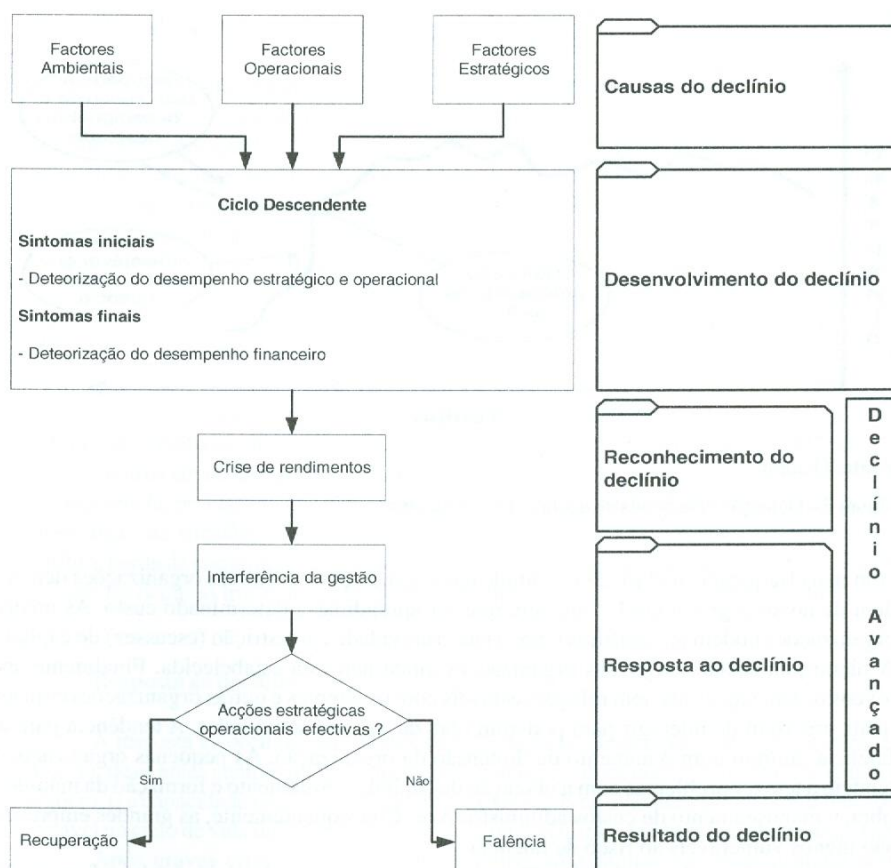 Factores
Ambientais
Factores
Operacionais
Factores
Estratégicos
Causas do declínio
Ciclo Descendente
Sintomas iniciais
- Deteorização do desempenho estratégico e operacional
Sintomas finais
- Deteorização do desempenho financeiro
Desenvolvimento do declínio
Crise de rendimentos
Reconhecimento do
declínio
Declínio Avançado
Interferência da gestão
Acções estratégicas
operacionais efectivas ?
Resposta ao declínio
Sim
Não
Recuperação
Falência
Resultado do declínio